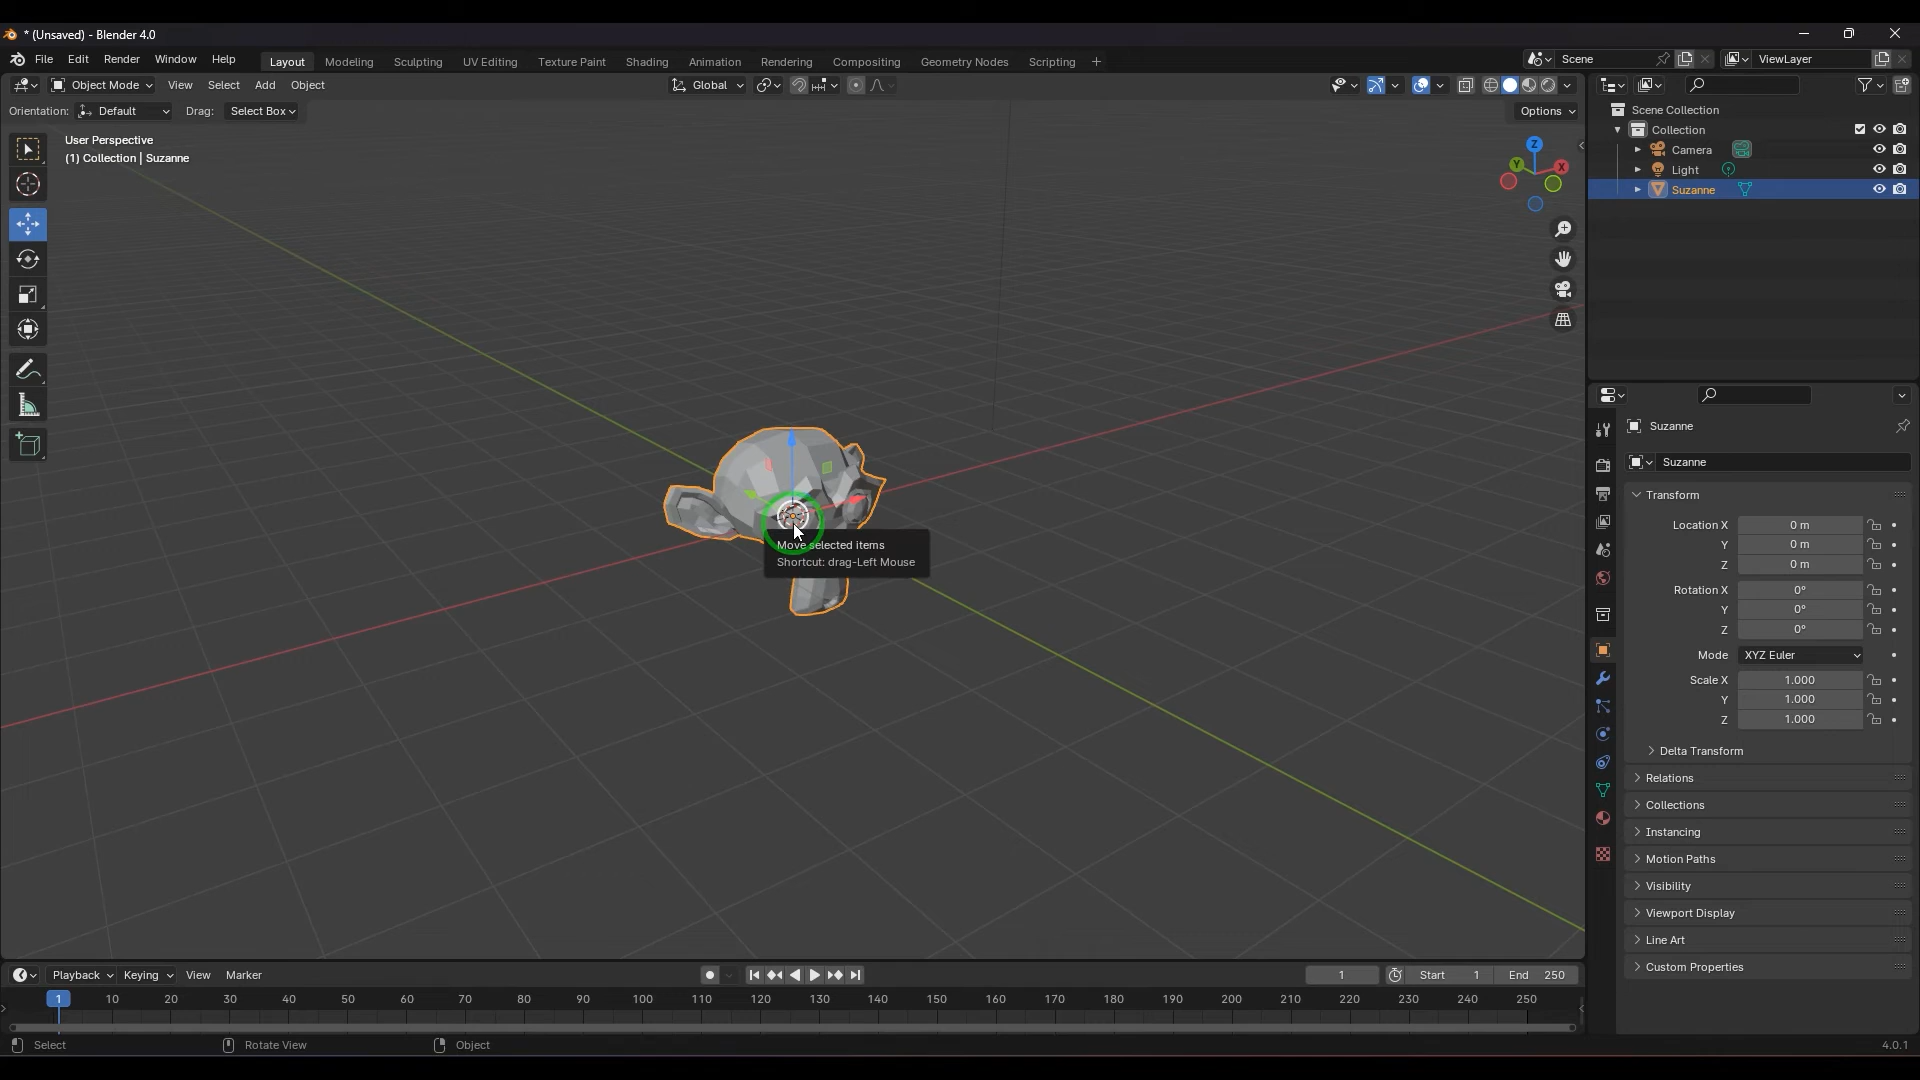 * (Unsaved) - Blender 4.0
File Edit Render Window Help Layout Modeling Sculpting UV Editing Texture Paint Shading Animation Rendering Compositing Geometry Nodes Scripting + Scene ViewLayer
Object Mode View Select Add Object Global
Orientation: Default Drag: Select Box Options
User Perspective
(1) Collection | Suzanne
Z
Y X
Move selected items
Shortcut: drag-Left Mouse
Scene Collection
Collection
Camera
Light
Suzanne
Suzanne
Suzanne
Transform
Location X 0 m
Y 0 m
Z 0 m
Rotation X 0°
Y 0°
Z 0°
Mode XYZ Euler
Scale X 1.000
Y 1.000
Z 1.000
Delta Transform
Relations
Collections
Instancing
Motion Paths
Visibility
Viewport Display
Line Art
Custom Properties
Playback Keying View Marker 1 Start 1 End 250
1 10 20 30 40 50 60 70 80 90 100 110 120 130 140 150 160 170 180 190 200 210 220 230 240 250
Select Rotate View Object 4.0.1